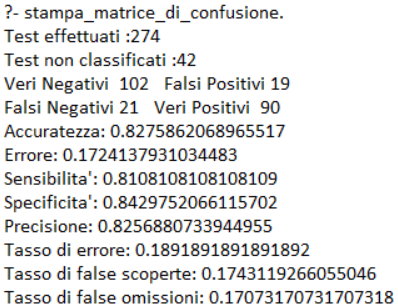 ?- stampa_matrice_di_confusione.
Test effettuati :274
Test non classificati :42
Veri Negativi  102   Falsi Positivi 19
Falsi Negativi 21   Veri Positivi  90
Accuratezza: 0.8275862068965517
Errore: 0.1724137931034483
Sensibilita': 0.8108108108108109
Specificita': 0.8429752066115702
Precisione: 0.8256880733944955
Tasso di errore: 0.1891891891891892
Tasso di false scoperte: 0.1743119266055046
Tasso di false omissioni: 0.17073170731707318